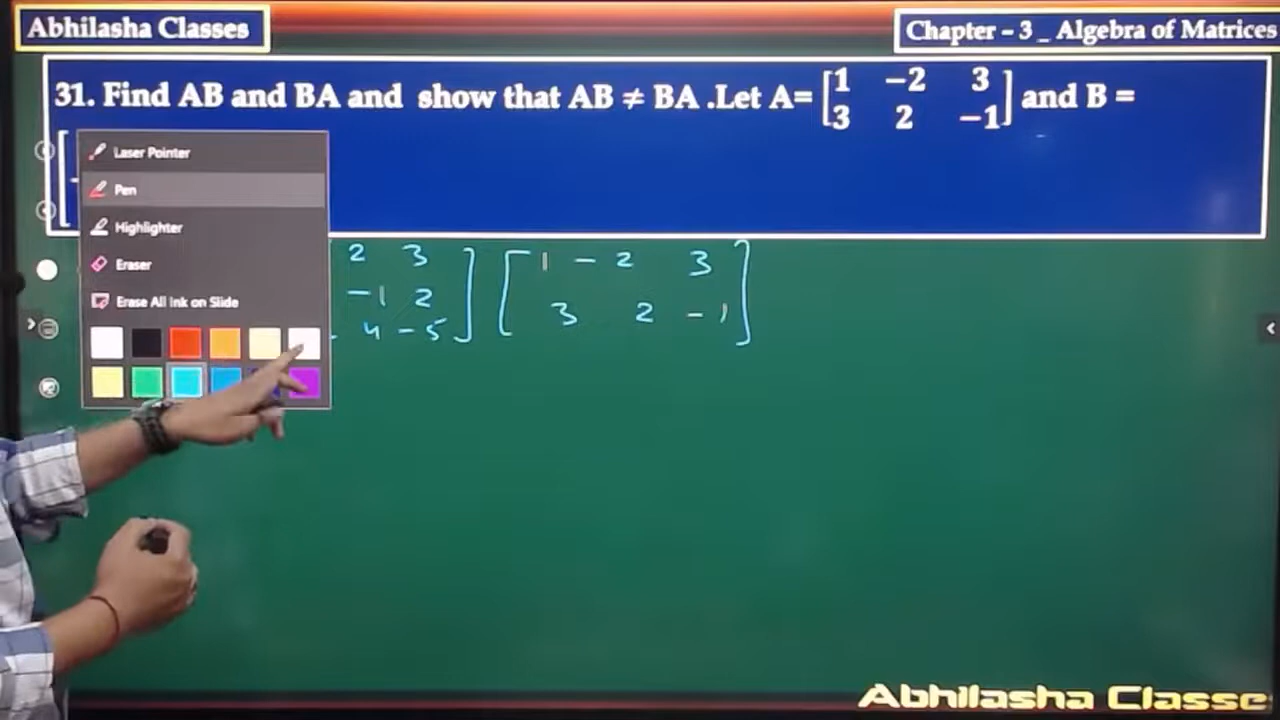 Abhilasha Classes
Chapter - 3 _ Algebra of Matrices
31. Find AB and BA and show that AB ≠ BA .Let A= [1 −2 3
3 2 −1] and B =
[
-
Laser Pointer
Pen
Highlighter
Eraser
Erase All Ink on Slide
2 3 ] [ 1 - 2 3 ]
-1 2
3 2 -1
4 -5
Abhilasha Classe